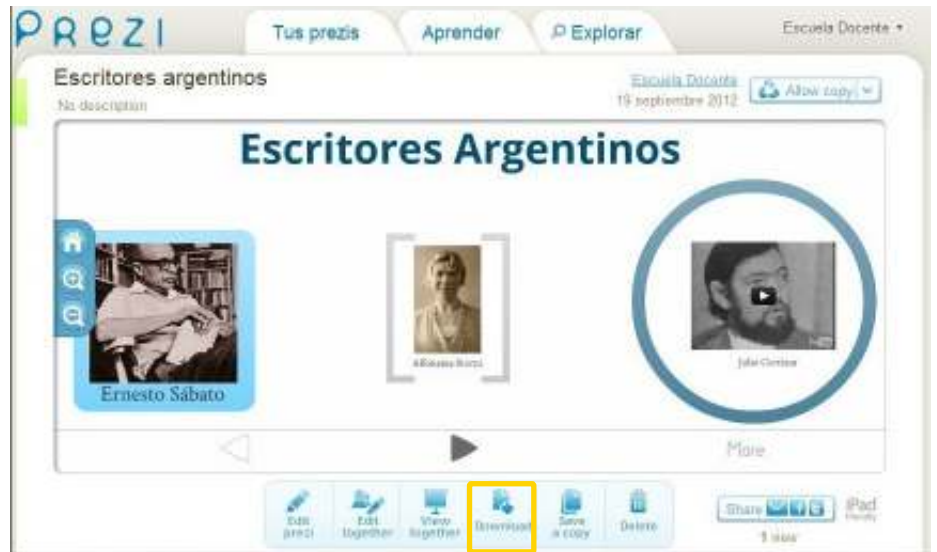 PREZI
Tus prezis
Aprender
Explorar
Escuela Docente
Escritores argentinos
No description
Escuela Docente
19 septiembre 2012
Allow copy
Escritores Argentinos
Ernesto Sábato
More
Edit prezi
Edit together
View together
Download
Save a copy
Delete
Share
iPad